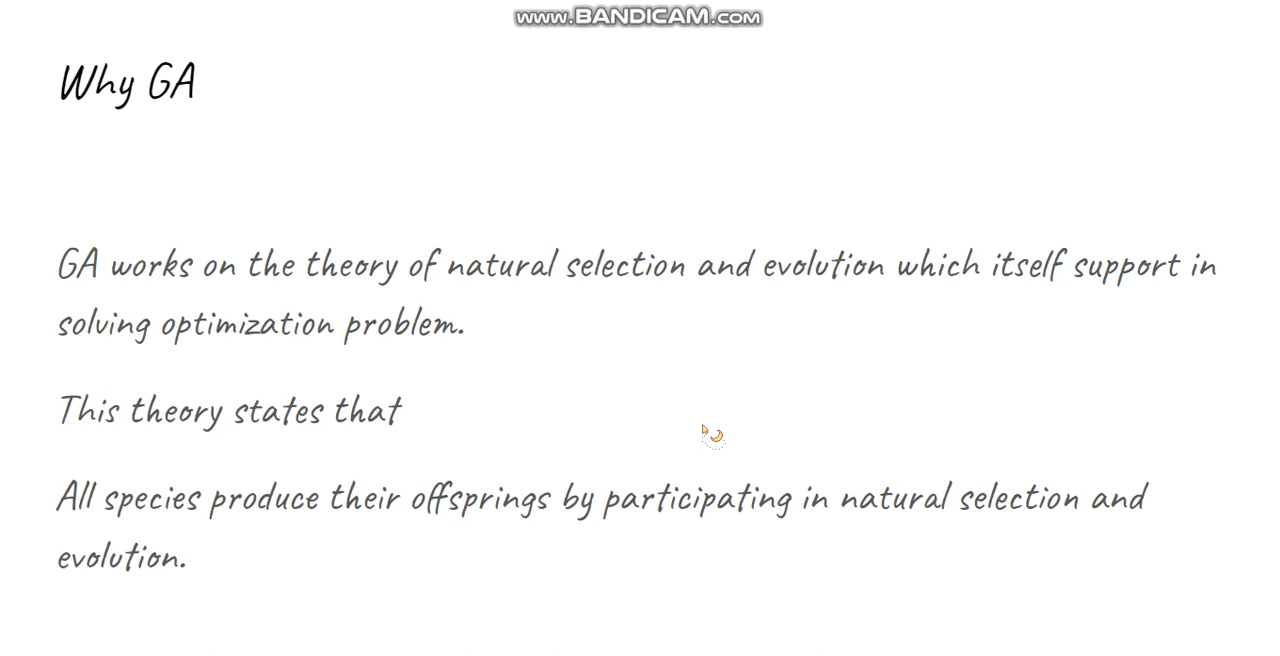 www.BANDICAM.com
Why GA
GA works on the theory of natural selection and evolution which itself support in
solving optimization problem.
This theory states that
All species produce their offsprings by participating in natural selection and
evolution.